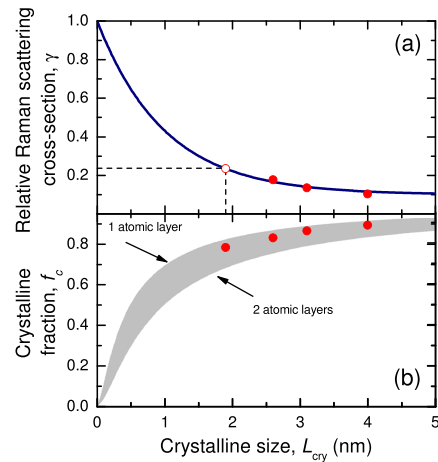 Relative Raman scattering
cross-section, γ
1.0
0.8
0.6
0.4
0.2
(a)
Crystalline
fraction, f_c
0.8
0.6
0.4
0.2
0.0
1 atomic layer
2 atomic layers
(b)
0 1 2 3 4 5
Crystalline size, L_cry (nm)